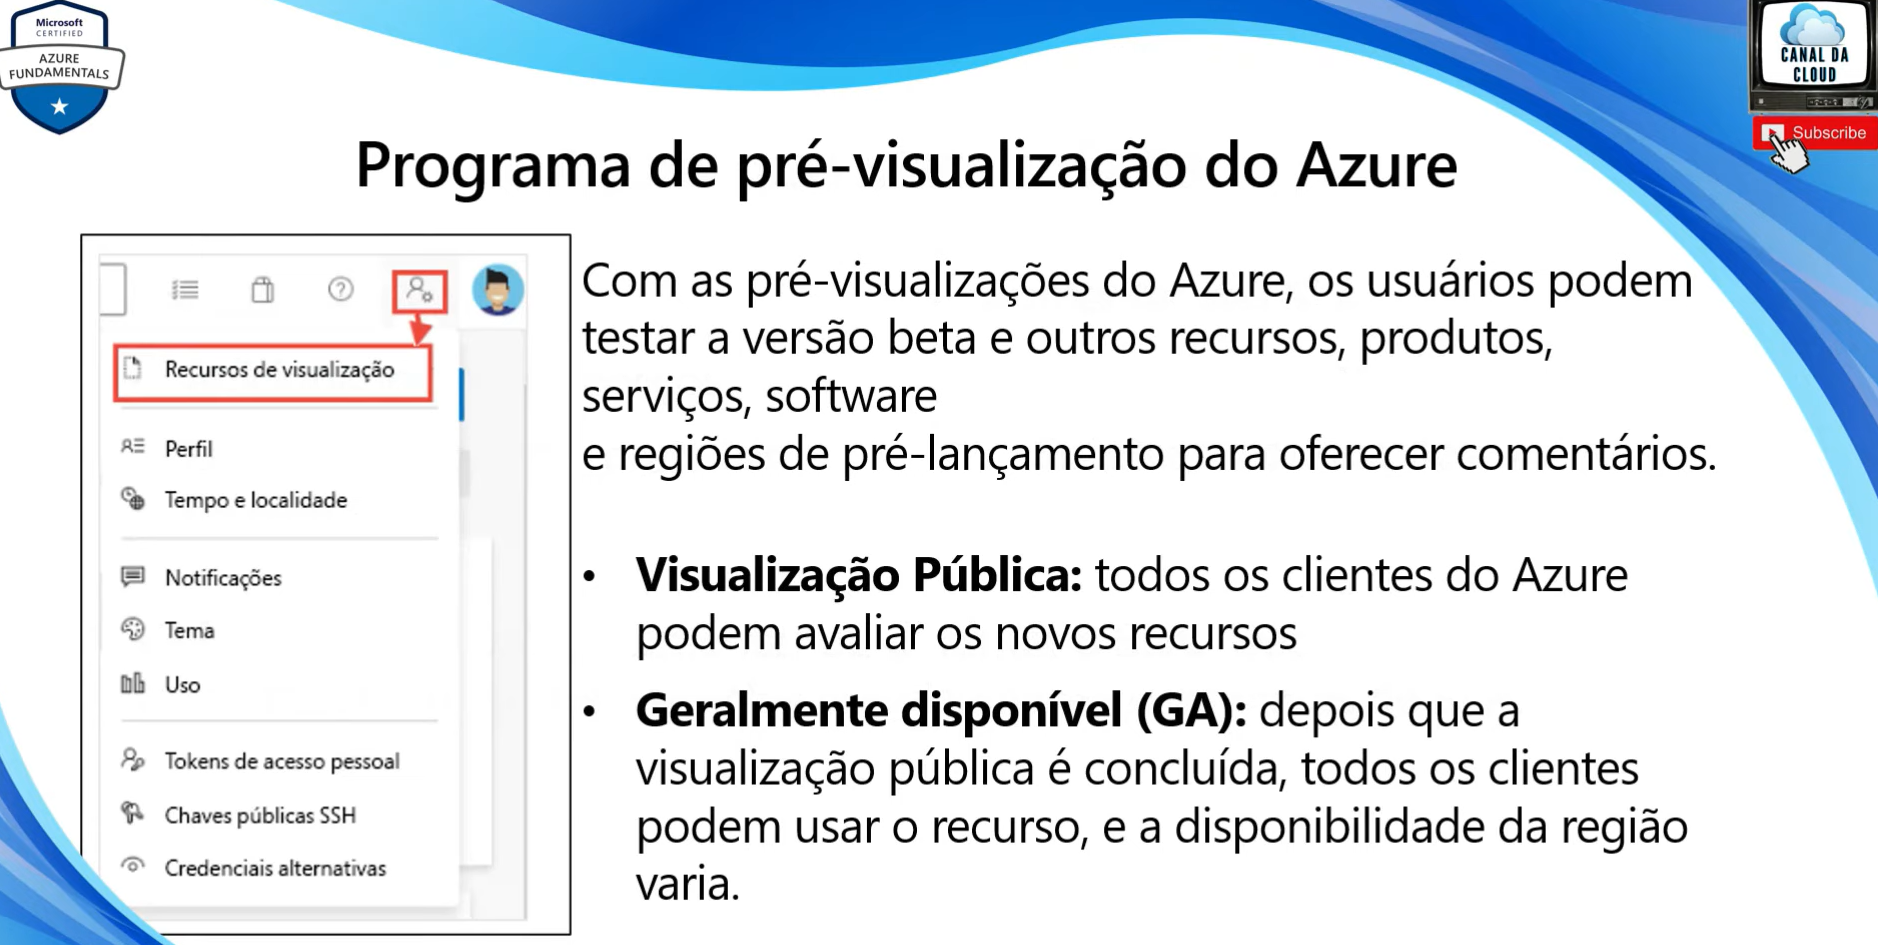 Microsoft
CERTIFIED
AZURE
FUNDAMENTALS
CANAL DA
CLOUD
Subscribe
Programa de pré-visualização do Azure
Recursos de visualização
Perfil
Tempo e localidade
Notificações
Tema
Uso
Tokens de acesso pessoal
Chaves públicas SSH
Credenciais alternativas
Com as pré-visualizações do Azure, os usuários podem
testar a versão beta e outros recursos, produtos,
serviços, software
e regiões de pré-lançamento para oferecer comentários.
• Visualização Pública: todos os clientes do Azure
podem avaliar os novos recursos
• Geralmente disponível (GA): depois que a
visualização pública é concluída, todos os clientes
podem usar o recurso, e a disponibilidade da região
varia.